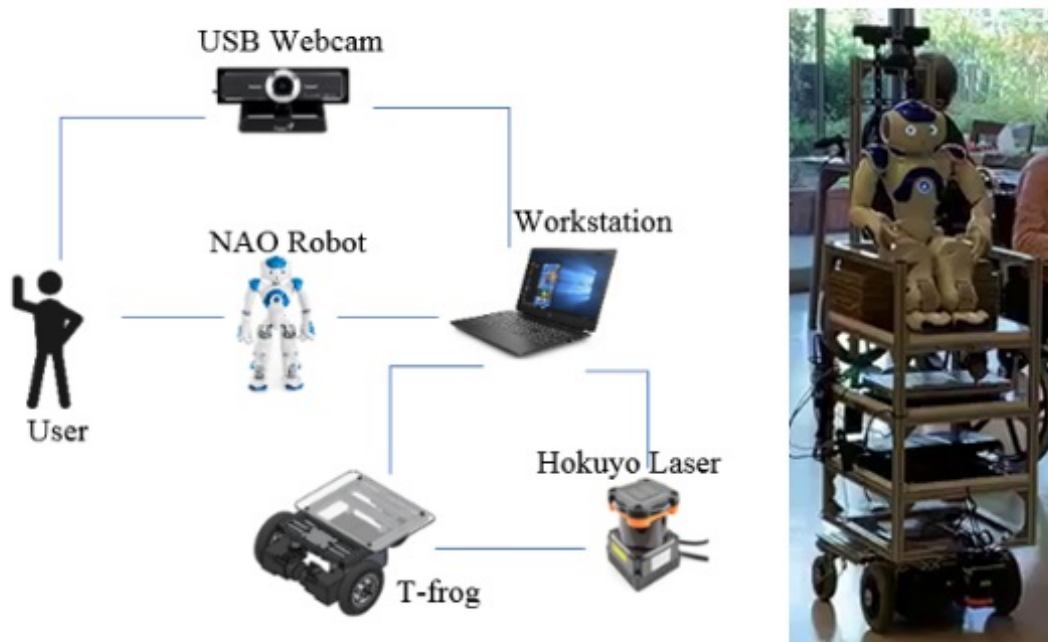 USB Webcam
NAO Robot
Workstation
User
Hokuyo Laser
T-frog